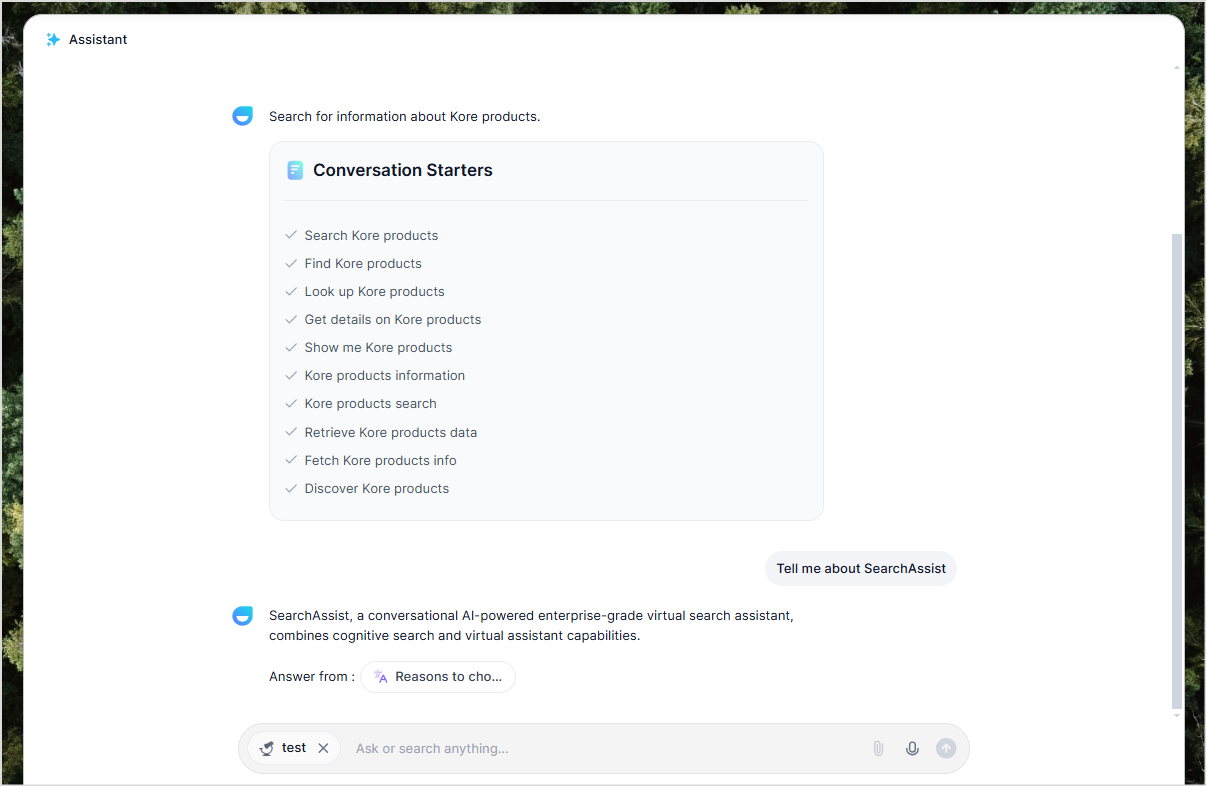 Assistant
Search for information about Kore products.
Conversation Starters
Search Kore products
Find Kore products
Look up Kore products
Get details on Kore products
Show me Kore products
Kore products information
Kore products search
Retrieve Kore products data
Fetch Kore products info
Discover Kore products
Tell me about SearchAssist
SearchAssist, a conversational AI-powered enterprise-grade virtual search assistant,
combines cognitive search and virtual assistant capabilities.
Answer from : Reasons to cho...
test Ask or search anything...